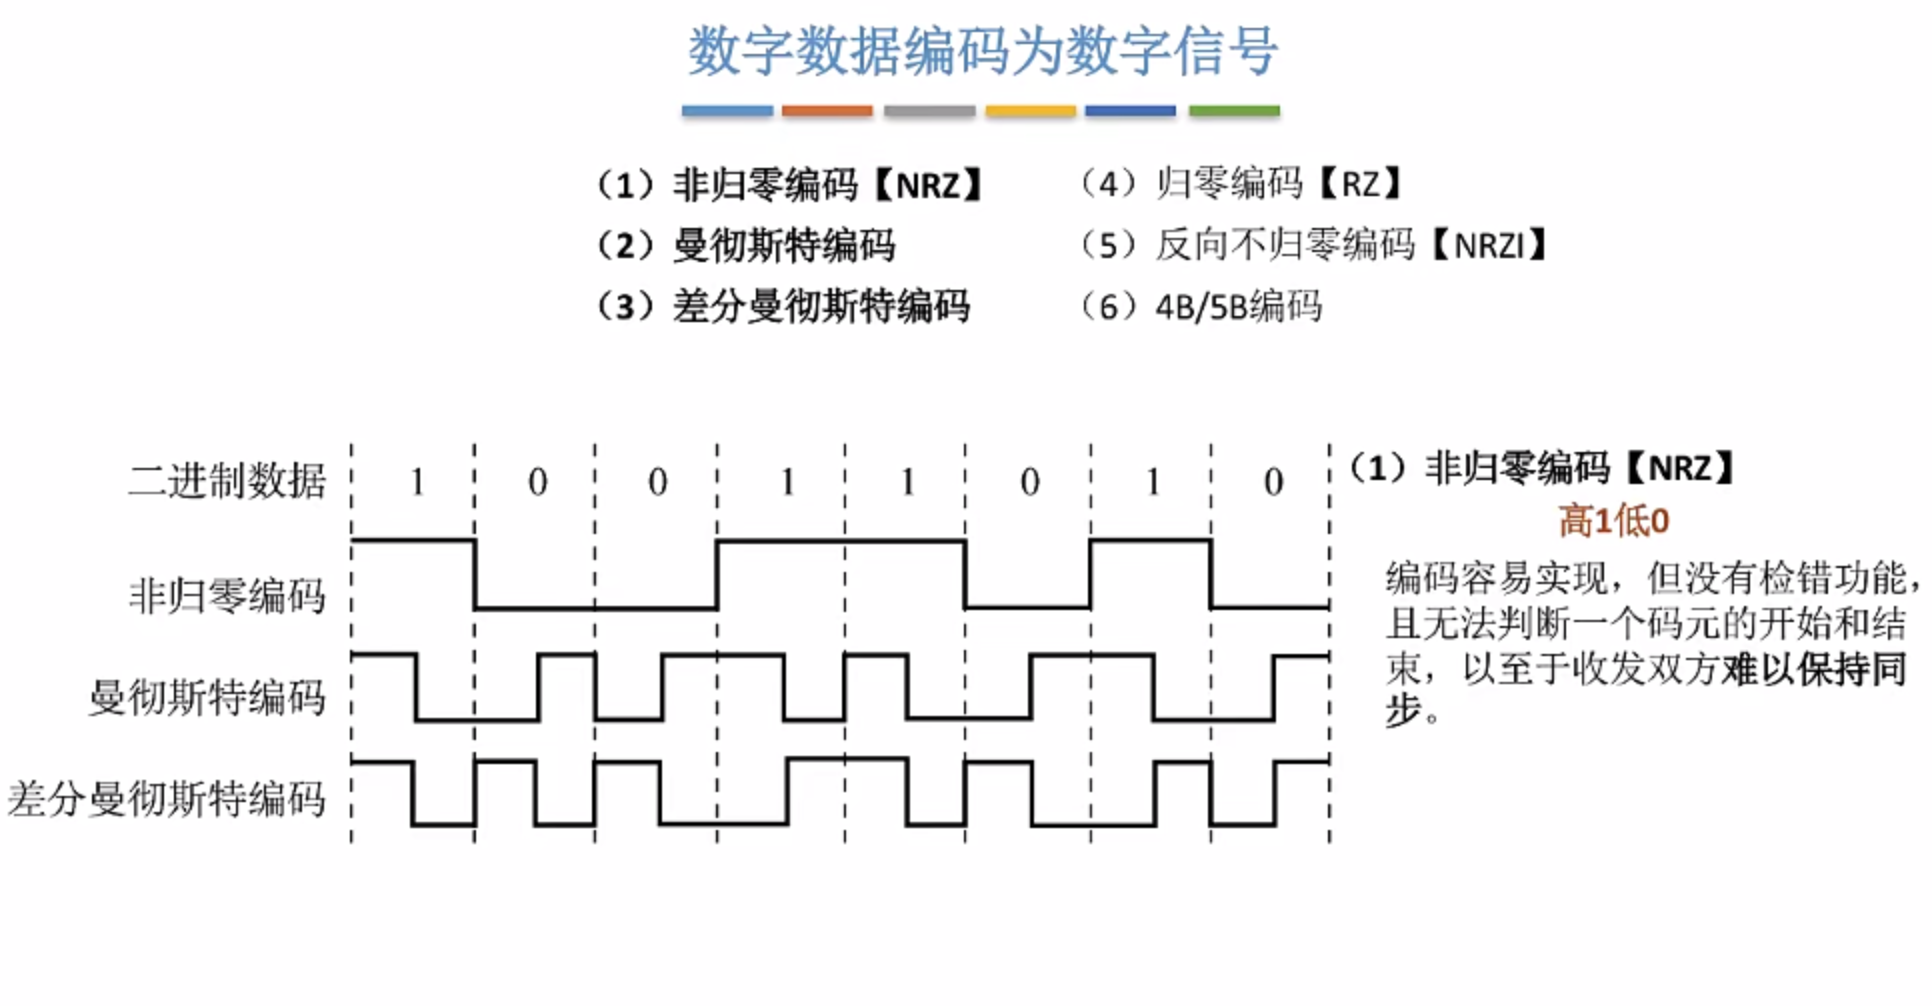 数字数据编码为数字信号
（1）非归零编码【NRZ】
（2）曼彻斯特编码
（3）差分曼彻斯特编码
（4）归零编码【RZ】
（5）反向不归零编码【NRZI】
（6）4B/5B编码
二进制数据 1 0 0 1 1 0 1 0
非归零编码
曼彻斯特编码
差分曼彻斯特编码
（1）非归零编码【NRZ】
高1低0
编码容易实现，但没有检错功能，
且无法判断一个码元的开始和结
束，以至于收发双方难以保持同
步。